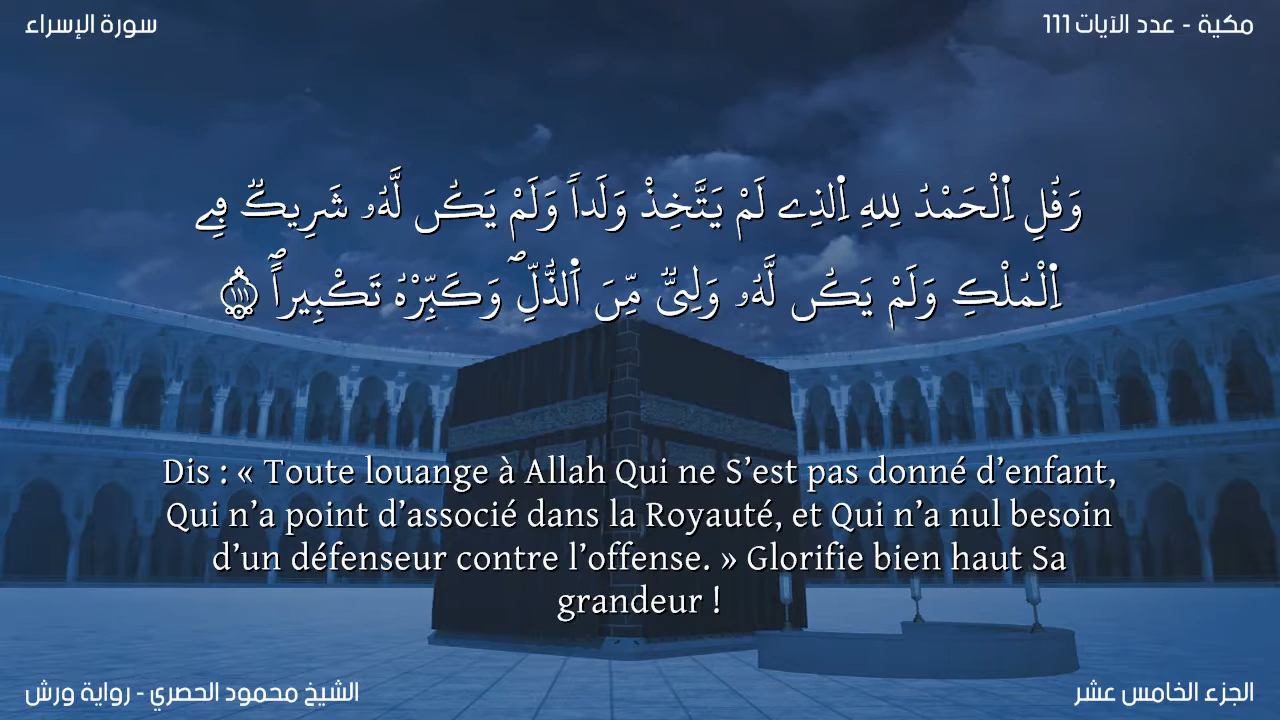 سورة الإسراء
مكية - عدد الآيات 111
وَقُلِ اِ۬لْحَمْدُ لِلهِ اِ۬لذِے لَمْ يَتَّخِذْ وَلَداٗ وَلَمْ يَكُن لَّهُۥ شَرِيكٞ فِے
اِ۬لْمُلْكِ وَلَمْ يَكُن لَّهُۥ وَلِيّٞ مِّنَ اَ۬لذُّلِّۖ وَكَبِّرْهُ تَكْبِيراٗۖ ١١١
Dis : « Toute louange à Allah Qui ne S’est pas donné d’enfant,
Qui n’a point d’associé dans la Royauté, et Qui n’a nul besoin
d’un défenseur contre l’offense. » Glorifie bien haut Sa
grandeur !
الشيخ محمود الحصري - رواية ورش
الجزء الخامس عشر